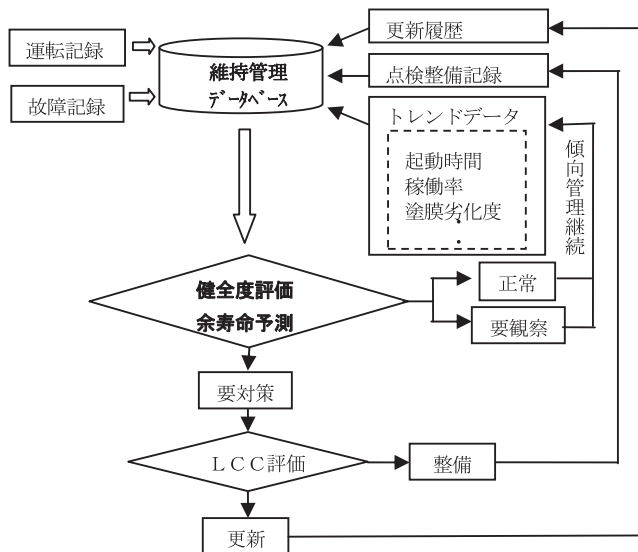 運転記録
故障記録
維持管理
データベース
更新履歴
点検整備記録
トレンドデータ
起動時間
稼働率
塗膜劣化度
・
・
傾向管理継続
健全度評価
余寿命予測
正常
要観察
要対策
LCC評価
整備
更新